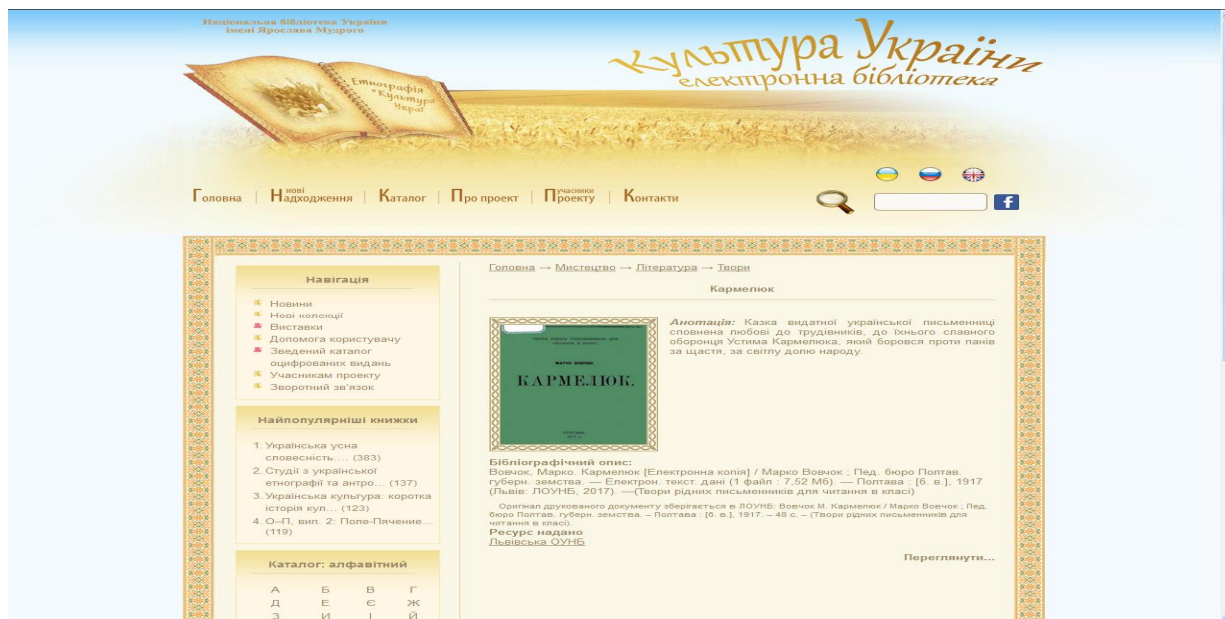 Національна бібліотека України
імені Ярослава Мудрого
Етнографія
Культура
Украї
Культура України
електронна бібліотека
Головна | Нові Надходження | Каталог | Про проект | Учасники Проекту | Контакти
f
Навігація
Новини
Нові колекції
Виставки
Допомога користувачу
Зведений каталог
оцифрованих видань
Учасникам проекту
Зворотний зв'язок
Найпопулярніші книжки
1. Українська усна
словесність.... (383)
2. Студії з української
етнографії та антро... (137)
3. Українська культура: коротка
історія кул... (123)
4. О–П, вип. 2: Поле-Пячение...
(119)
Каталог: алфавітний
А Б В Г
Д Е Є Ж
З И І Й
Головна → Мистецтво → Література → Твори
Кармелюк
МАРКО ВОВЧОК
КАРМЕЛЮК.
Анотація: Казка видатної української письменниці
сповнена любові до трудівників, до їхнього славного
оборонця Устима Кармелюка, який боровся проти панів
за щастя, за світлу долю народу.
Бібліографічний опис:
Вовчок, Марко. Кармелюк [Електронна копія] / Марко Вовчок ; Пед. бюро Полтав.
губерн. земства. — Електрон. текст. дані (1 файл : 7,52 Мб). — Полтава : [б. в.], 1917
(Львів: ЛОУНБ, 2017). —(Твори рідних письменників для читання в класі)
Оригінал друкованого документу зберігається в ЛОУНБ: Вовчок М. Кармелюк / Марко Вовчок ; Пед.
бюро Полтав. губерн. земства. – Полтава : [б. в.], 1917. – 48 с. – (Твори рідних письменників для
читання в класі).
Ресурс надано
Львівська ОУНБ
Переглянути...